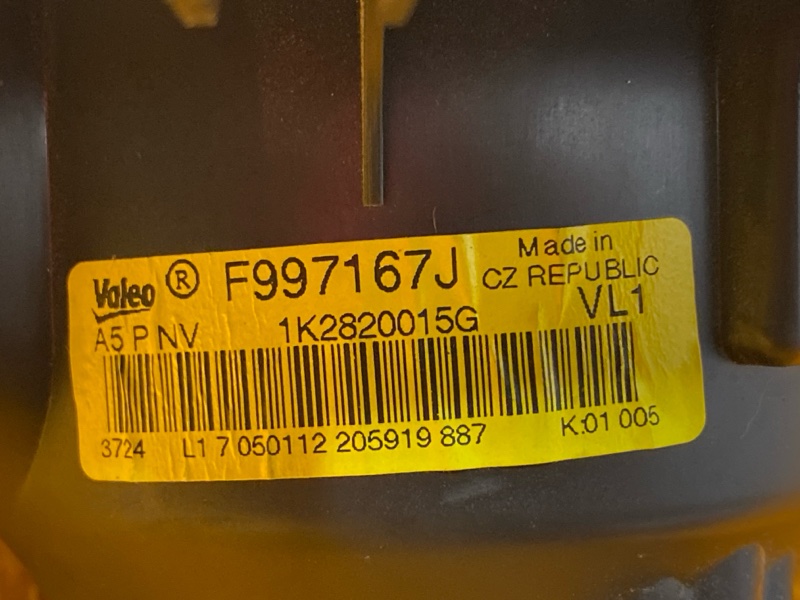 Valeo ® F997167J Made in
CZ REPUBLIC
A5 P NV 1K2820015G VL1
3724 L1 7 050112 205919 887 K:01 005